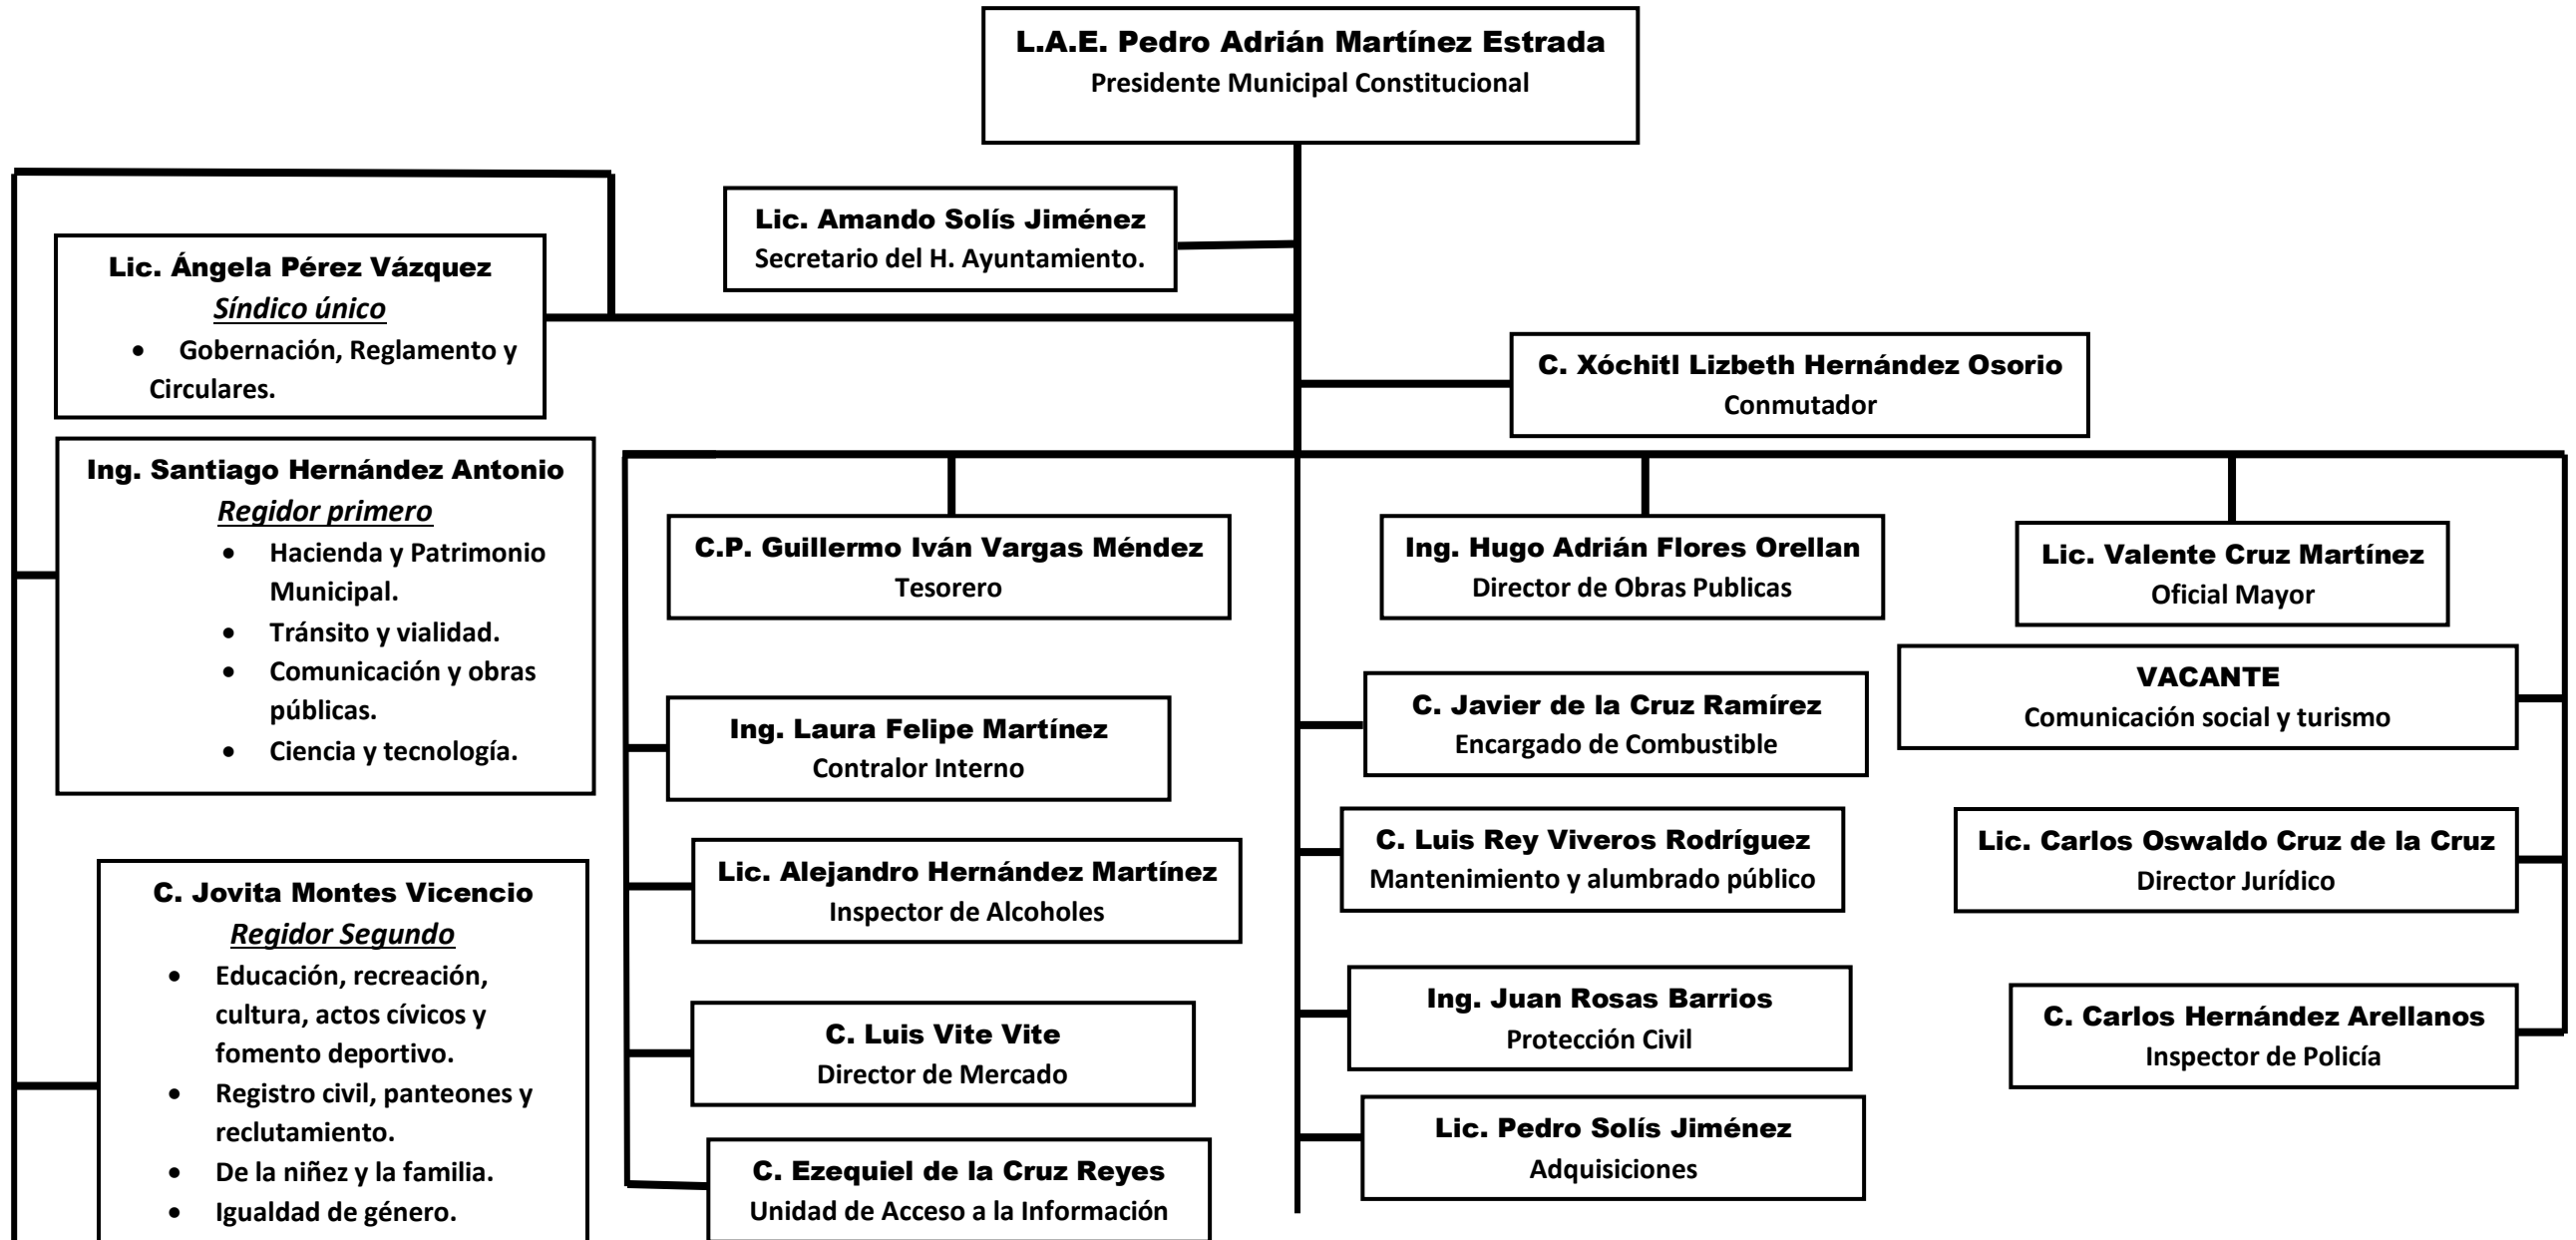 L.A.E. Pedro Adrián Martínez Estrada
Presidente Municipal Constitucional
Lic. Amando Solís Jiménez
Secretario del H. Ayuntamiento.
Lic. Ángela Pérez Vázquez
Síndico único
• Gobernación, Reglamento y
Circulares.
C. Xóchitl Lizbeth Hernández Osorio
Conmutador
Ing. Santiago Hernández Antonio
Regidor primero
• Hacienda y Patrimonio
Municipal.
• Tránsito y vialidad.
• Comunicación y obras
públicas.
• Ciencia y tecnología.
C. Jovita Montes Vicencio
Regidor Segundo
• Educación, recreación,
cultura, actos cívicos y
fomento deportivo.
• Registro civil, panteones y
reclutamiento.
• De la niñez y la familia.
• Igualdad de género.
C.P. Guillermo Iván Vargas Méndez
Tesorero
Ing. Laura Felipe Martínez
Contralor Interno
Lic. Alejandro Hernández Martínez
Inspector de Alcoholes
C. Luis Vite Vite
Director de Mercado
C. Ezequiel de la Cruz Reyes
Unidad de Acceso a la Información
Ing. Hugo Adrián Flores Orellan
Director de Obras Publicas
C. Javier de la Cruz Ramírez
Encargado de Combustible
C. Luis Rey Viveros Rodríguez
Mantenimiento y alumbrado público
Ing. Juan Rosas Barrios
Protección Civil
Lic. Pedro Solís Jiménez
Adquisiciones
Lic. Valente Cruz Martínez
Oficial Mayor
VACANTE
Comunicación social y turismo
Lic. Carlos Oswaldo Cruz de la Cruz
Director Jurídico
C. Carlos Hernández Arellanos
Inspector de Policía